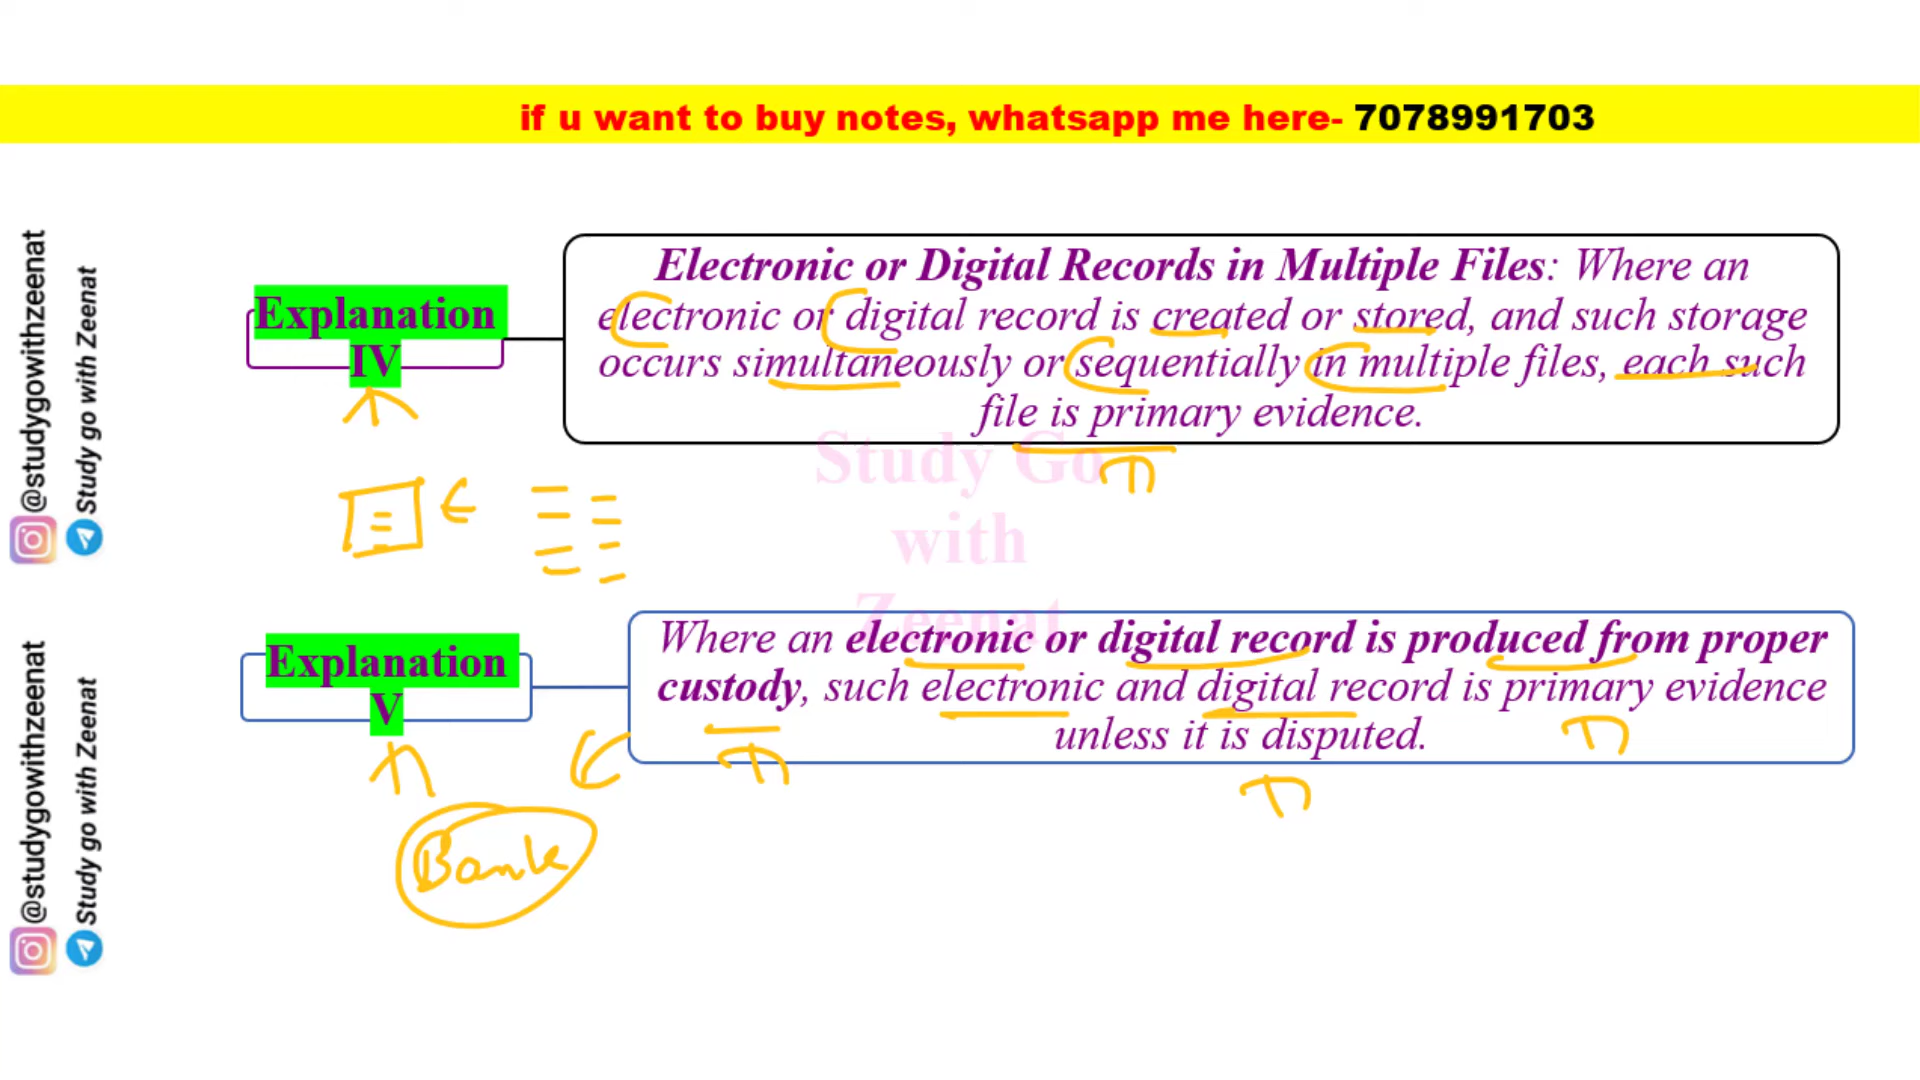 if u want to buy notes, whatsapp me here- 7078991703
@studygowithzeenat
Study go with Zeenat
Explanation
IV
Electronic or Digital Records in Multiple Files: Where an
electronic or digital record is created or stored, and such storage
occurs simultaneously or sequentially in multiple files, each such
file is primary evidence.
Study Go
with
Zeenat
@studygowithzeenat
Study go with Zeenat
Explanation
V
Where an electronic or digital record is produced from proper
custody, such electronic and digital record is primary evidence
unless it is disputed.
Bank